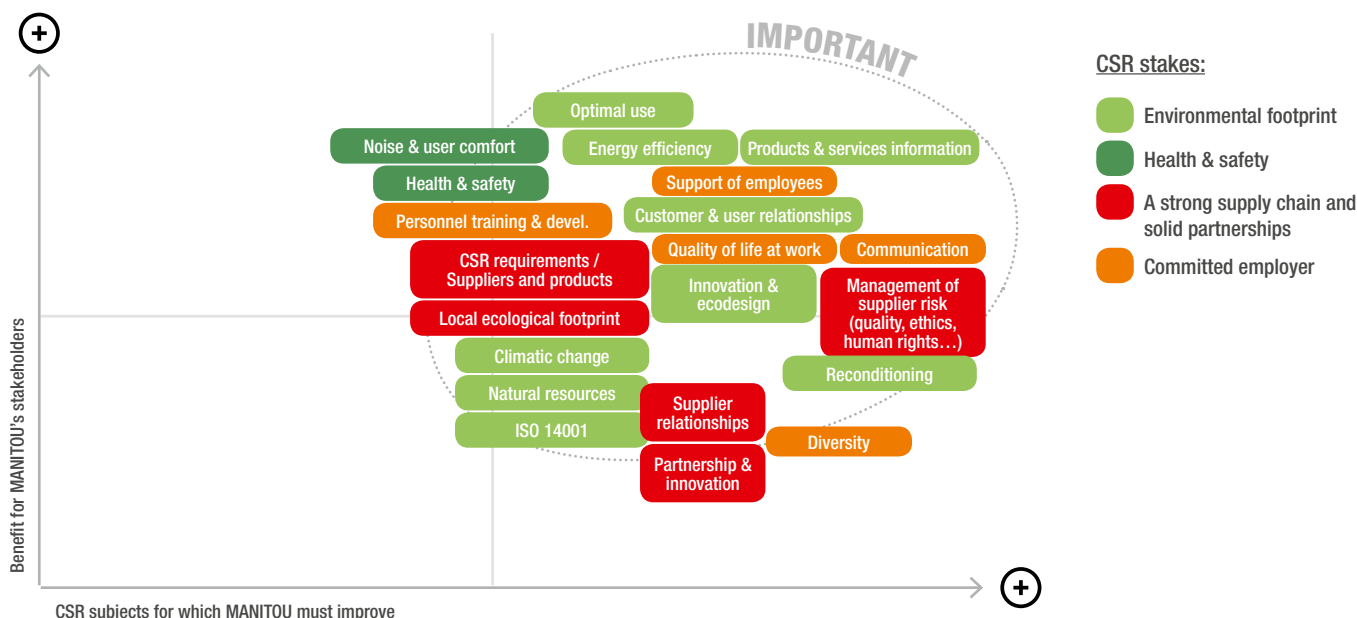 IMPORTANT
CSR stakes:
Environmental footprint
Health & safety
A strong supply chain and
solid partnerships
Committed employer
Optimal use
Noise & user comfort
Energy efficiency
Products & services information
Health & safety
Support of employees
Personnel training & devel.
Customer & user relationships
CSR requirements /
Suppliers and products
Quality of life at work
Communication
Innovation &
ecodesign
Management of
supplier risk
(quality, ethics,
human rights…)
Local ecological footprint
Climatic change
Reconditioning
Natural resources
Supplier
relationships
ISO 14001
Diversity
Partnership &
innovation
Benefit for MANITOU's stakeholders
CSR subjects for which MANITOU must improve